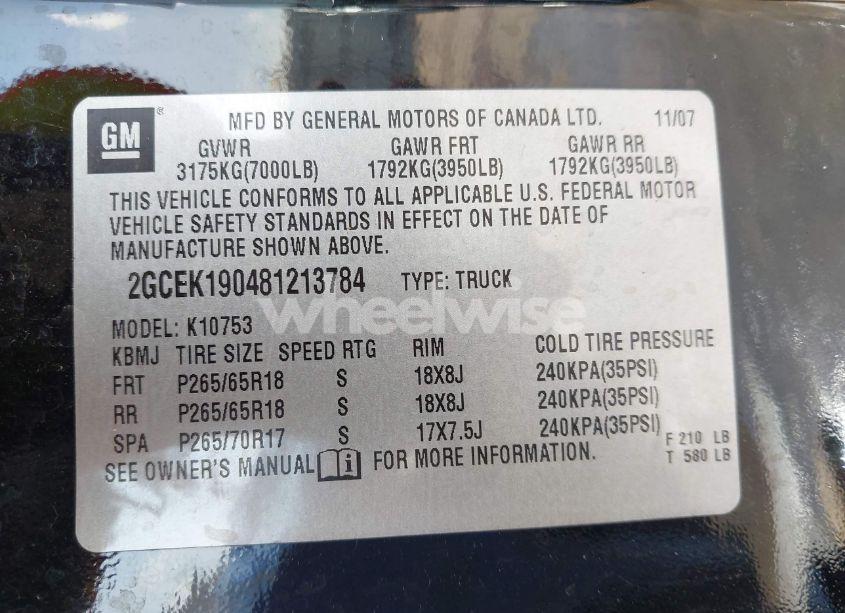 GM ®
MFD BY GENERAL MOTORS OF CANADA LTD. 11/07
GVWR GAWR FRT GAWR RR
3175KG(7000LB) 1792KG(3950LB) 1792KG(3950LB)
THIS VEHICLE CONFORMS TO ALL APPLICABLE U.S. FEDERAL MOTOR
VEHICLE SAFETY STANDARDS IN EFFECT ON THE DATE OF
MANUFACTURE SHOWN ABOVE.
2GCEK190481213784 TYPE: TRUCK
wheelwise
MODEL: K10753
KBMJ TIRE SIZE SPEED RTG RIM COLD TIRE PRESSURE
FRT P265/65R18 S 18X8J 240KPA(35PSI)
RR P265/65R18 S 18X8J 240KPA(35PSI)
SPA P265/70R17 S 17X7.5J 240KPA(35PSI) F 210 LB
SEE OWNER'S MANUAL i FOR MORE INFORMATION. T 580 LB